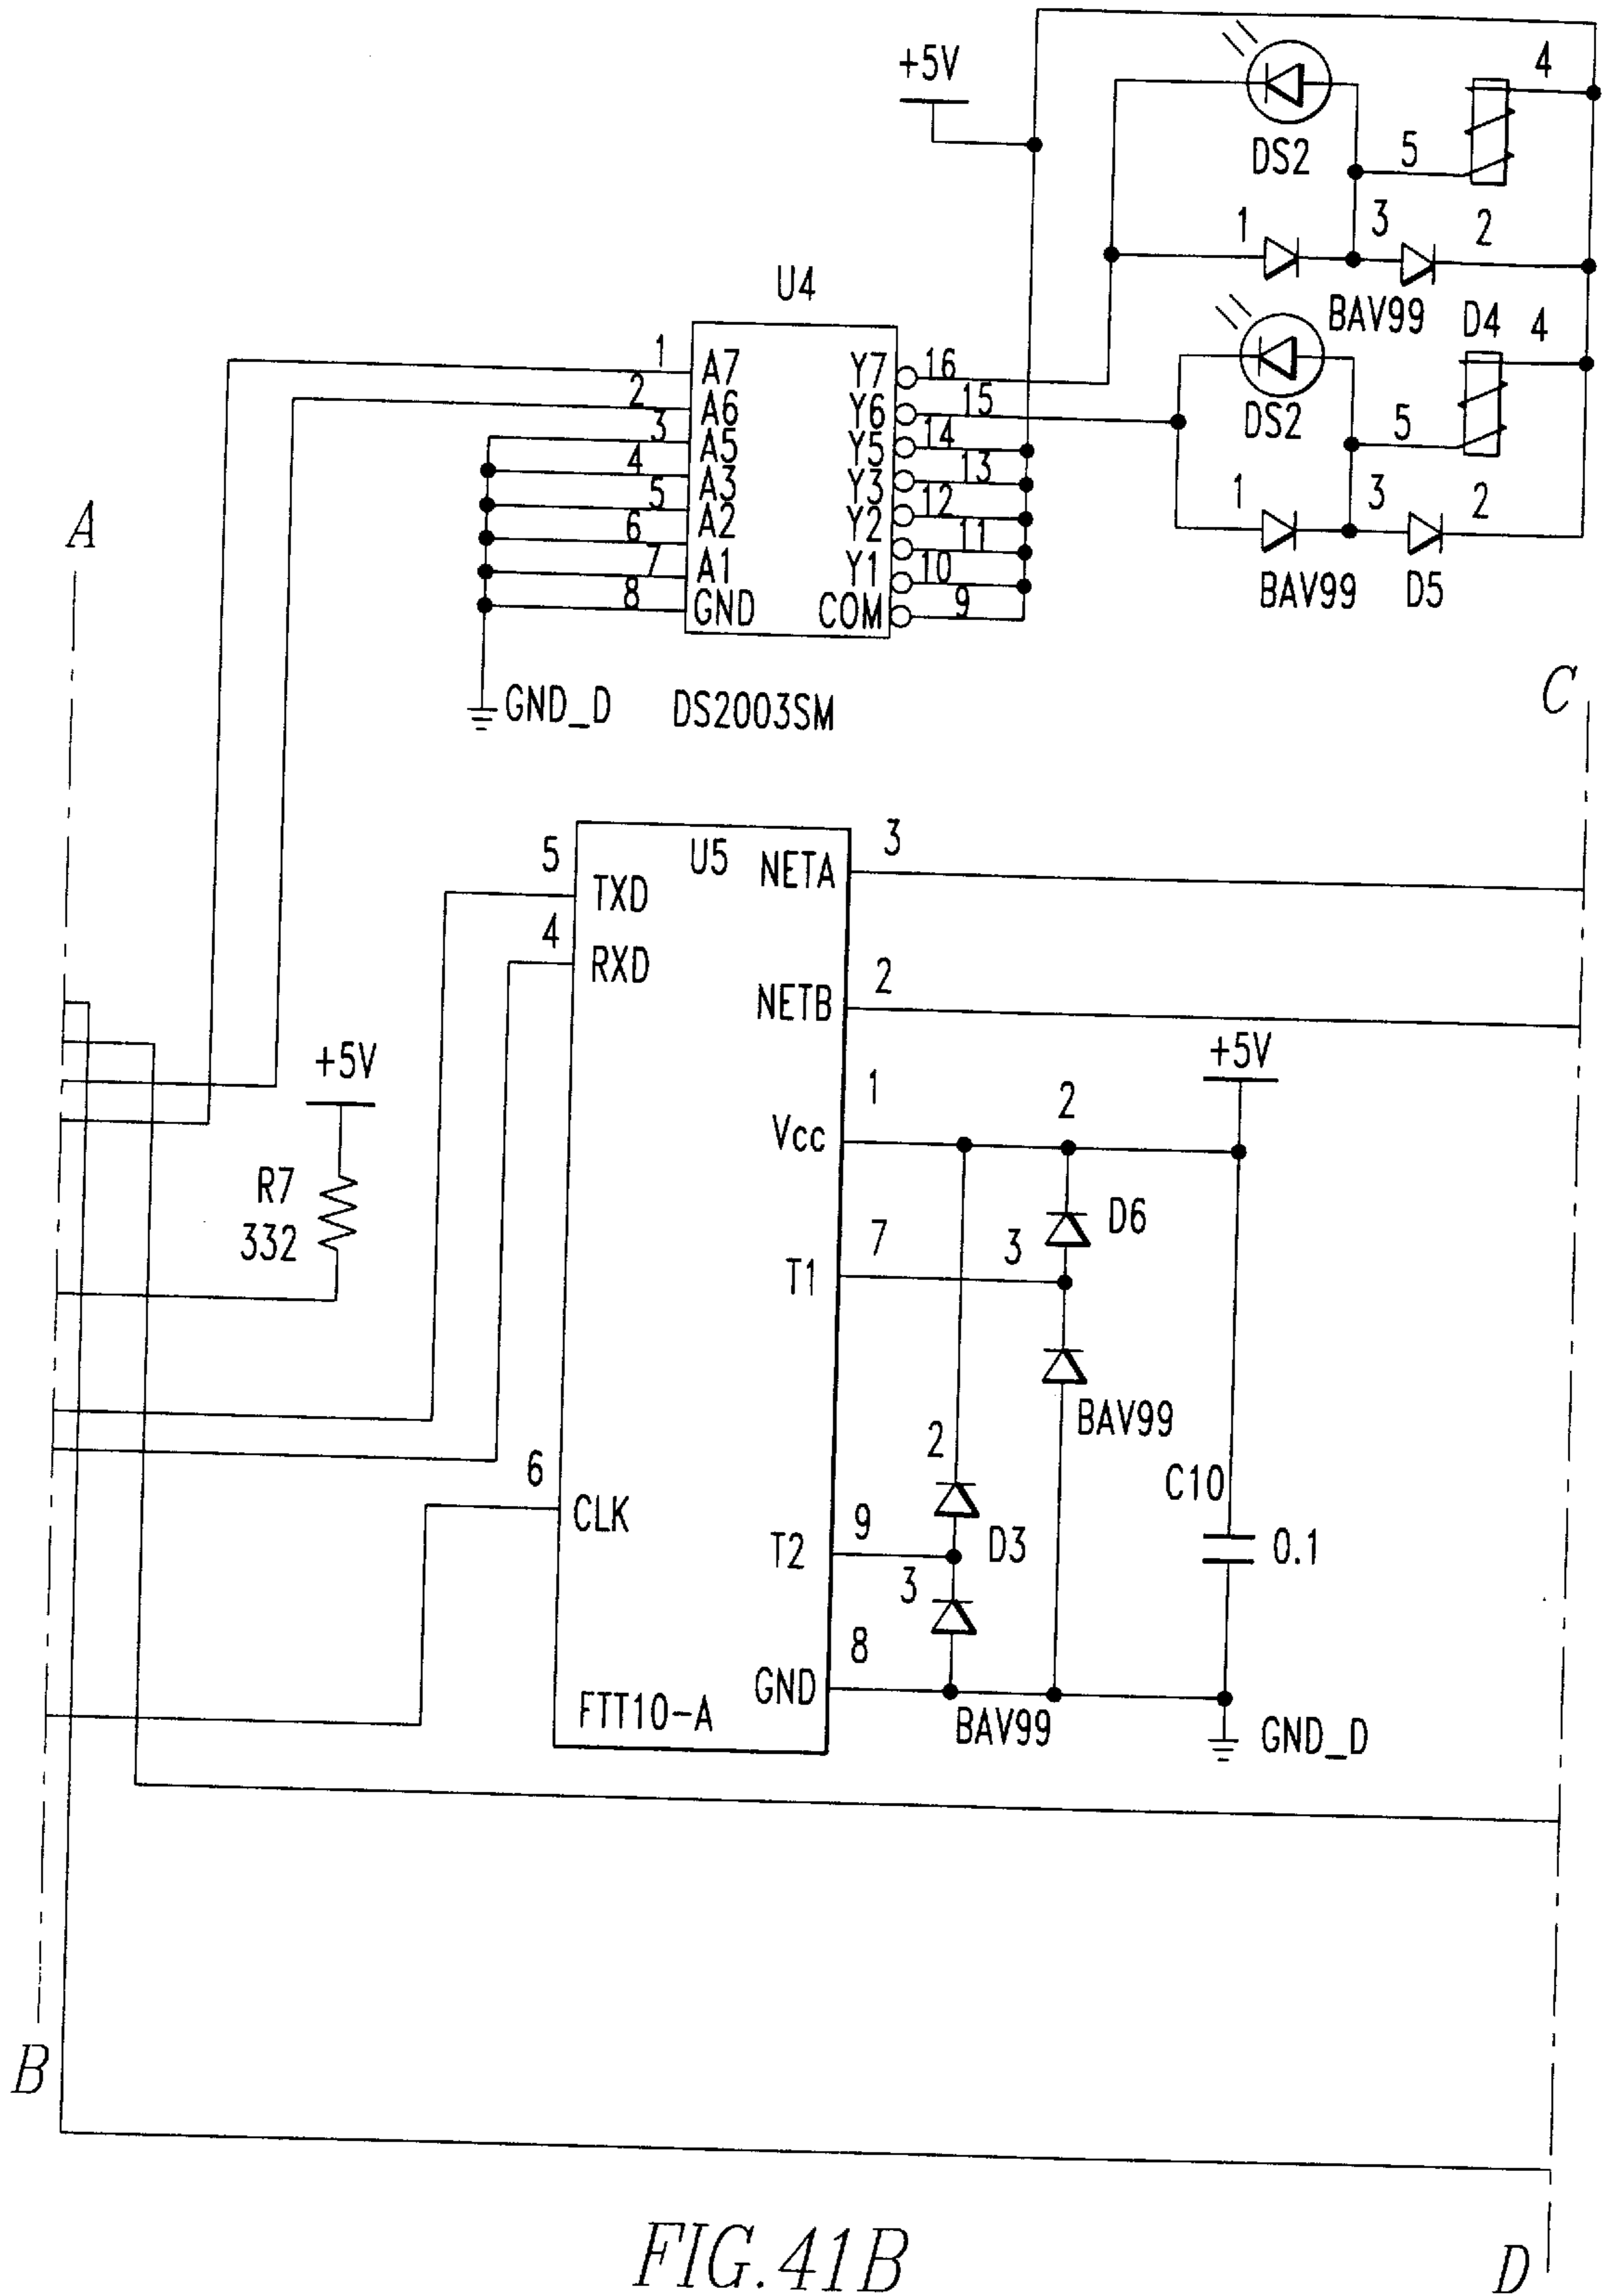 +5V
4
DS2
5
1
3
2
BAV99
D4
4
U4
DS2
5
1
3
2
BAV99
D5
1
2
3
4
5
6
7
8
A7
A6
A5
A3
A2
A1
GND
Y7
Y6
Y5
Y3
Y2
Y1
COM
16
15
14
13
12
11
10
9
A
GND_D
DS2003SM
C
U5
5
TXD
4
RXD
NETA
3
NETB
2
+5V
+5V
R7
332
Vcc
1
2
D6
T1
7
3
BAV99
6
CLK
2
C10
0.1
T2
9
D3
3
GND
8
FTT10-A
BAV99
GND_D
B
FIG.41B
D